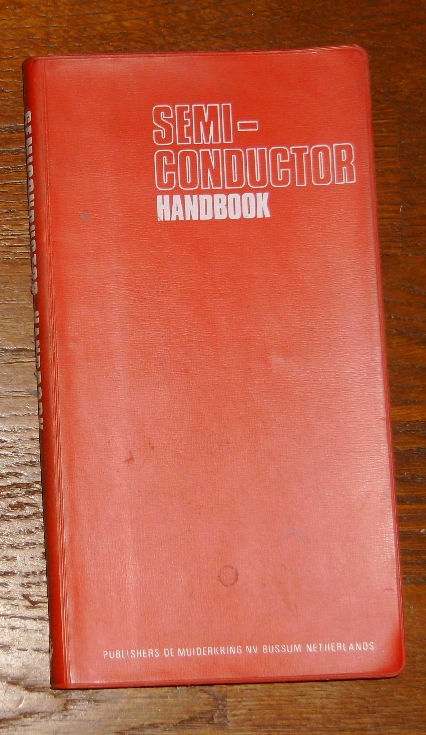 SEMI-
CONDUCTOR
HANDBOOK
PUBLISHERS DE MUIDERKRING NV BUSSUM NETHERLANDS